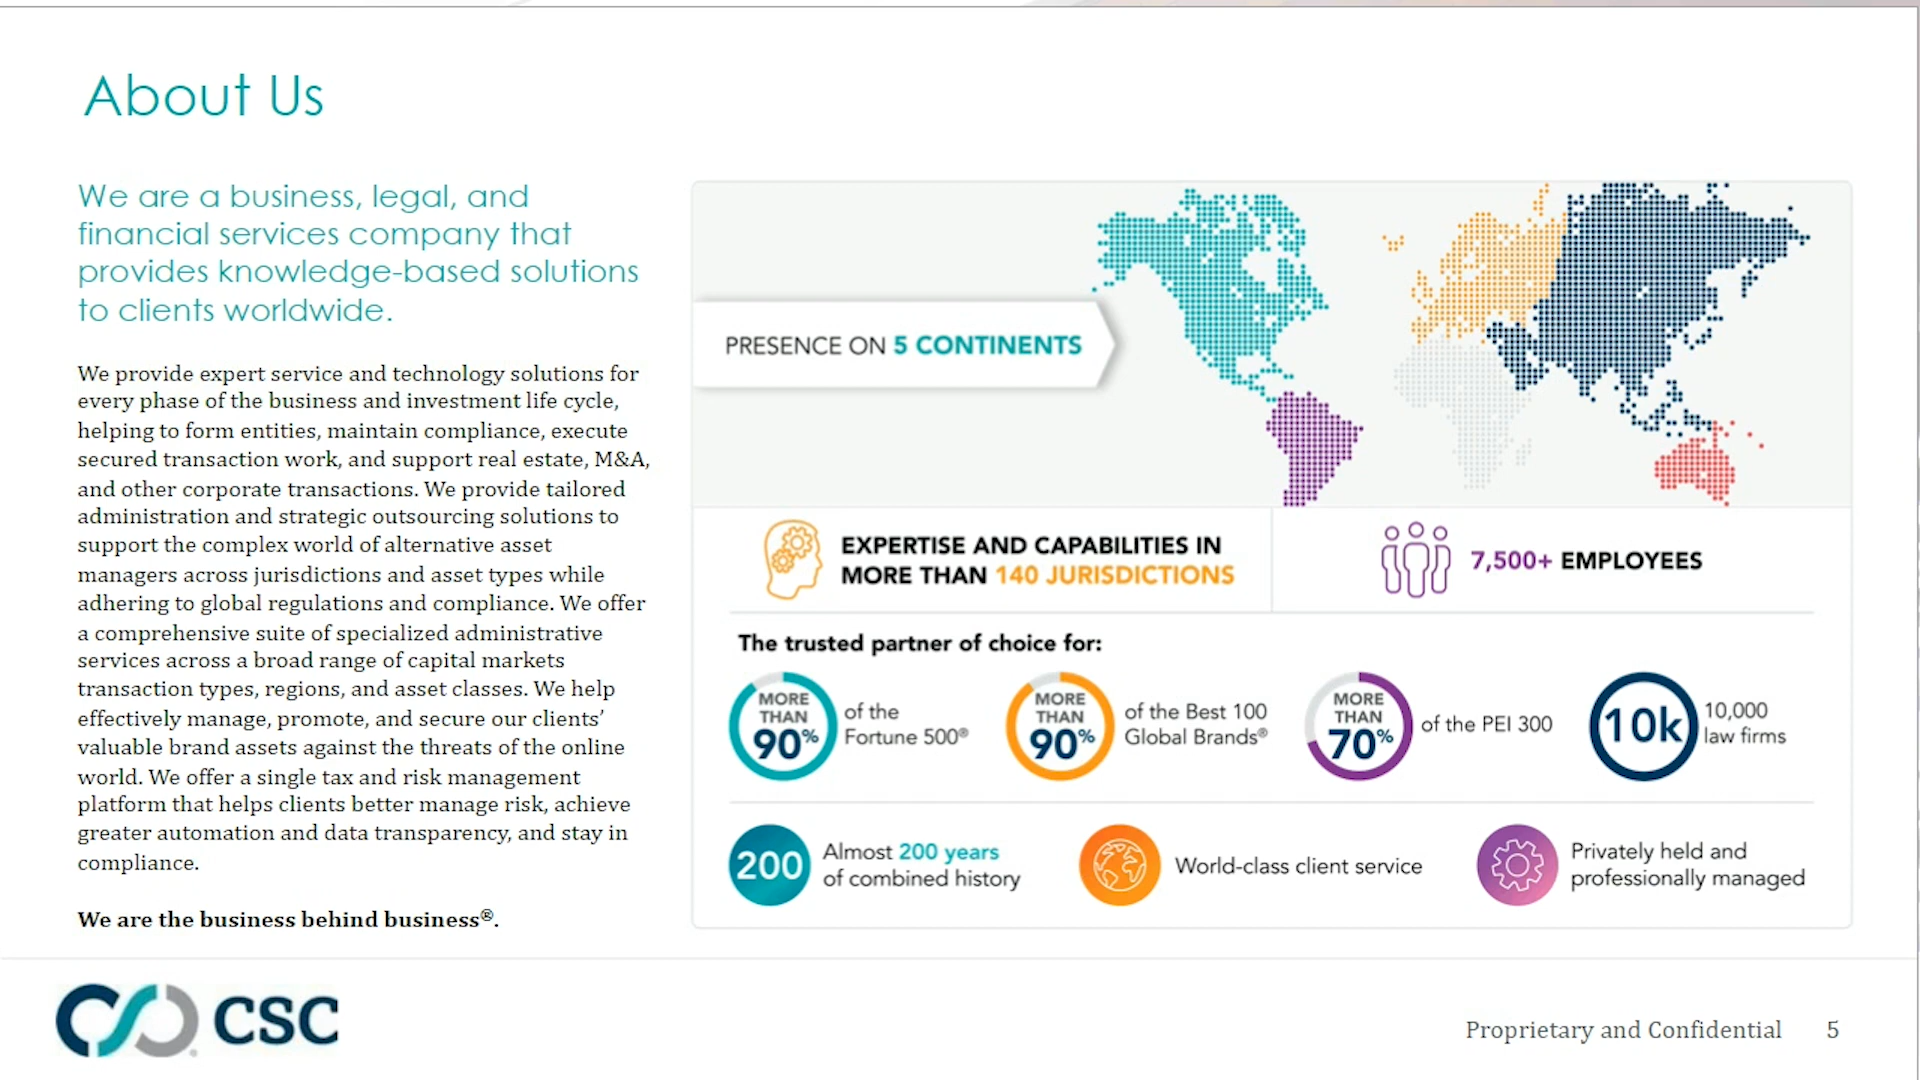 About Us
We are a business, legal, and
financial services company that
provides knowledge-based solutions
to clients worldwide.
We provide expert service and technology solutions for
every phase of the business and investment life cycle,
helping to form entities, maintain compliance, execute
secured transaction work, and support real estate, M&A,
and other corporate transactions. We provide tailored
administration and strategic outsourcing solutions to
support the complex world of alternative asset
managers across jurisdictions and asset types while
adhering to global regulations and compliance. We offer
a comprehensive suite of specialized administrative
services across a broad range of capital markets
transaction types, regions, and asset classes. We help
effectively manage, promote, and secure our clients’
valuable brand assets against the threats of the online
world. We offer a single tax and risk management
platform that helps clients better manage risk, achieve
greater automation and data transparency, and stay in
compliance.
We are the business behind business®.
PRESENCE ON 5 CONTINENTS
EXPERTISE AND CAPABILITIES IN
MORE THAN 140 JURISDICTIONS
7,500+ EMPLOYEES
The trusted partner of choice for:
MORE
THAN
90%
of the
Fortune 500®
MORE
THAN
90%
of the Best 100
Global Brands®
MORE
THAN
70%
of the PEI 300
10k
10,000
law firms
200
Almost 200 years
of combined history
World-class client service
Privately held and
professionally managed
CSC
Proprietary and Confidential
5